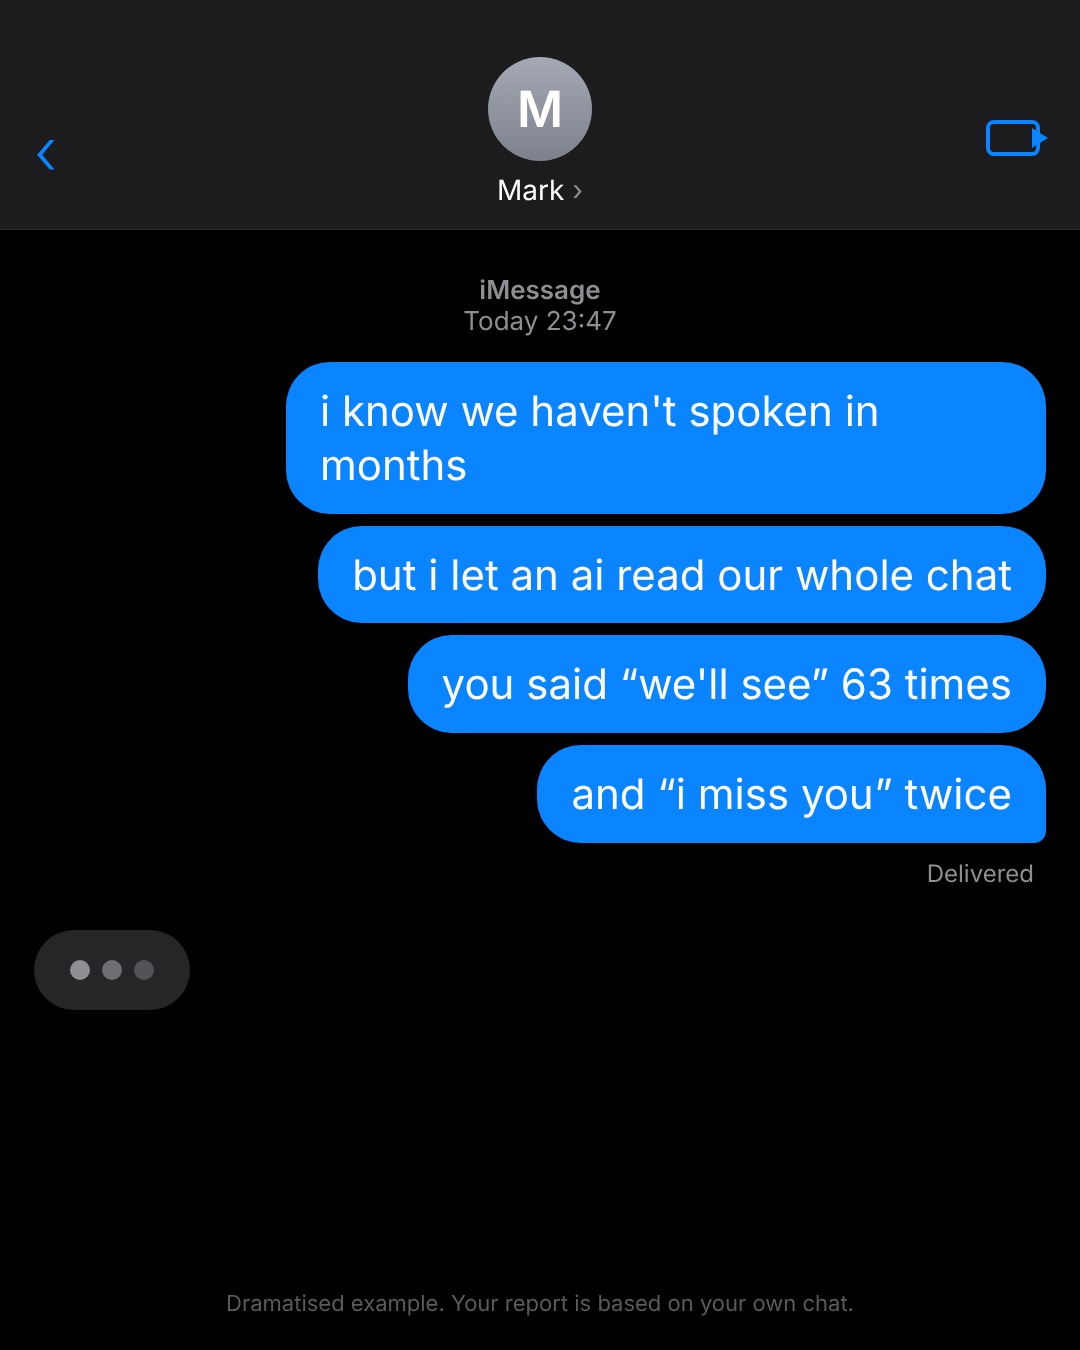 M
Mark ›
iMessage
Today 23:47
i know we haven't spoken in
months
but i let an ai read our whole chat
you said “we'll see” 63 times
and “i miss you” twice
Delivered
Dramatised example. Your report is based on your own chat.